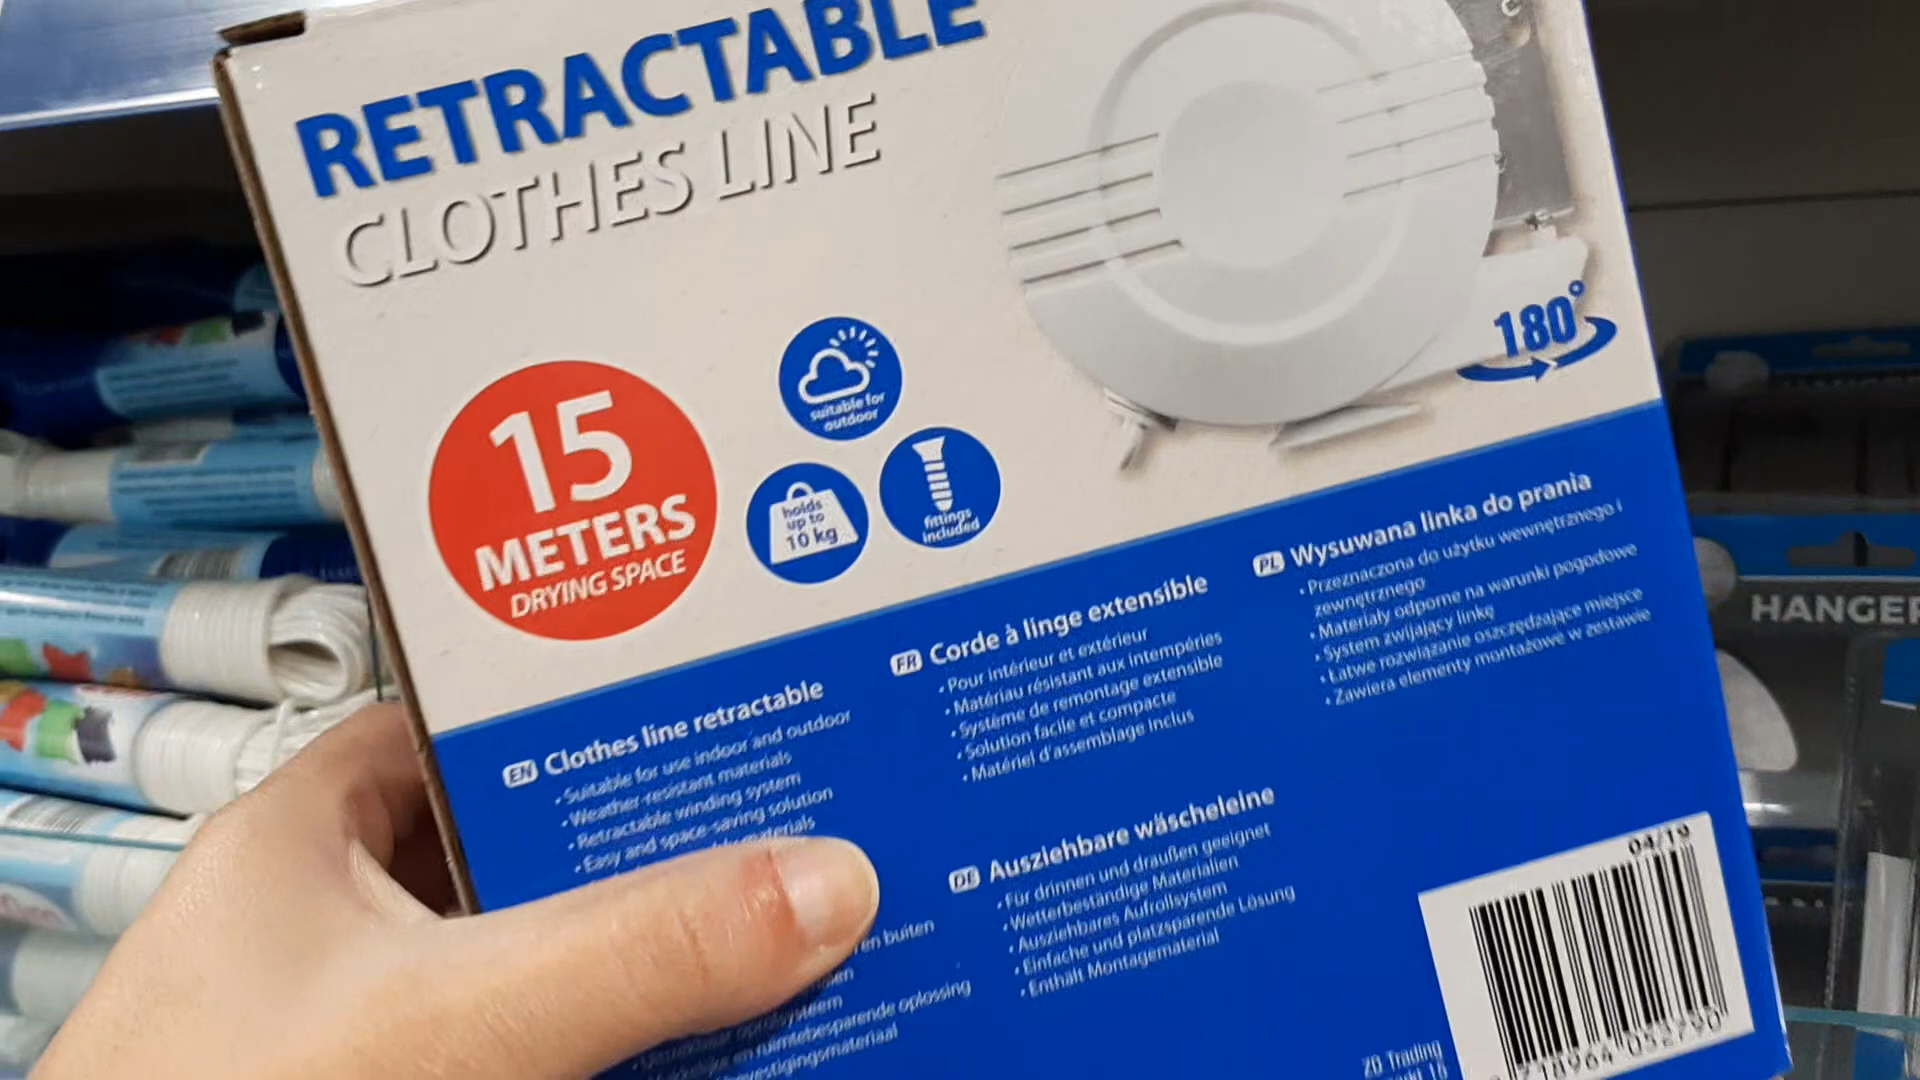 RETRACTABLE
CLOTHES LINE
180°
15
METERS
DRYING SPACE
suitable for
outdoor
holds
up to
10 kg
fittings
included
EN Clothes line retractable
• Suitable for use indoor and outdoor
• Weather-resistant materials
• Retractable winding system
• Easy and space-saving solution
materials
FR Corde à linge extensible
• Pour intérieur et extérieur
• Matériau résistant aux intempéries
• Système de remontage extensible
• Solution facile et compacte
• Matériel d'assemblage inclus
PL Wysuwana linka do prania
• Przeznaczona do użytku wewnętrznego i
zewnętrznego
• Materiały odporne na warunki pogodowe
• System zwijający linkę
• Łatwe rozwiązanie oszczędzające miejsce
• Zawiera elementy montażowe w zestawie
en buiten
en ruimtebesparende oplossing
DE Ausziehbare wäscheleine
• Für drinnen und draußen geeignet
• Wetterbeständige Materialien
• Ausziehbares Aufrollsystem
• Einfache und platzsparende Lösung
• Enthält Montagematerial
04/19
ZB Trading
HANGER